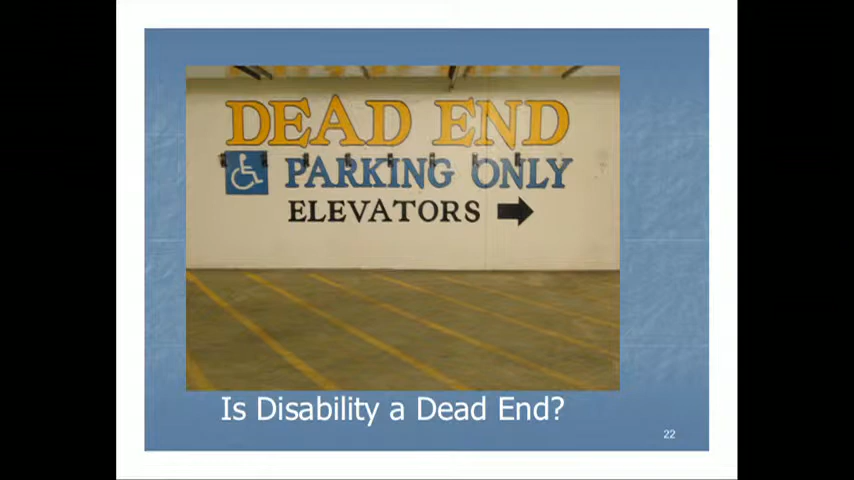 DEAD END
PARKING ONLY
ELEVATORS
Is Disability a Dead End?
22